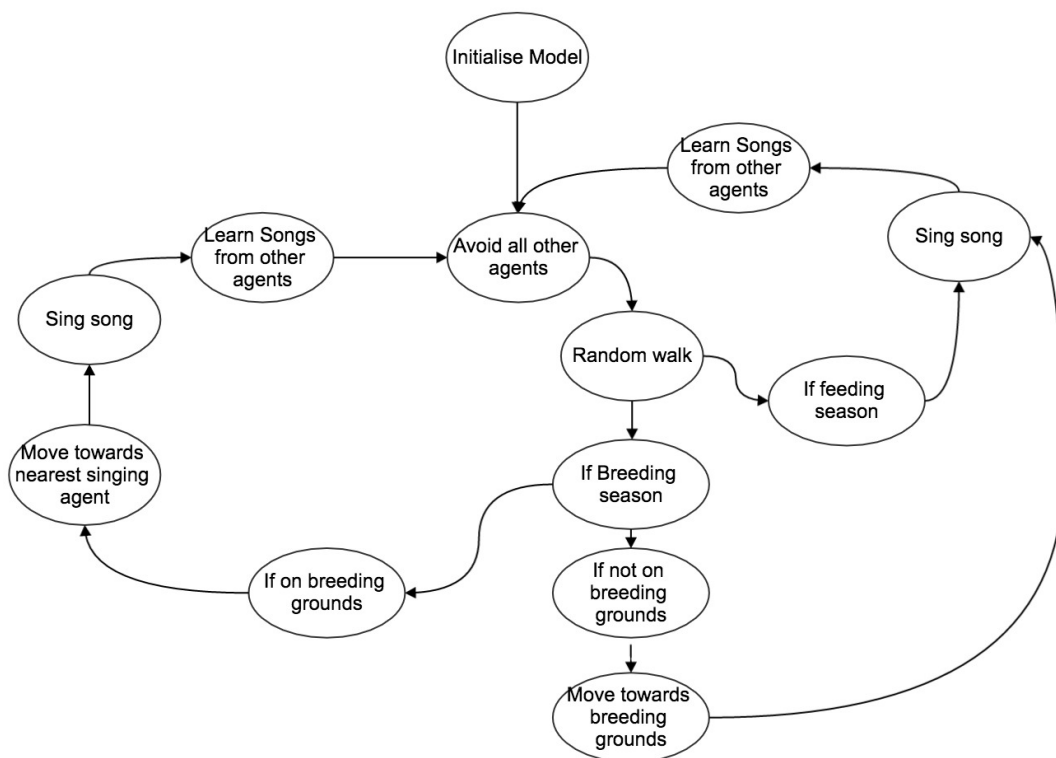 Initialise Model
Learn Songs
from other
agents
Sing song
Learn Songs
from other
agents
Avoid all other
agents
Sing song
Random walk
If feeding
season
Move towards
nearest singing
agent
If Breeding
season
If on breeding
grounds
If not on
breeding
grounds
Move towards
breeding
grounds